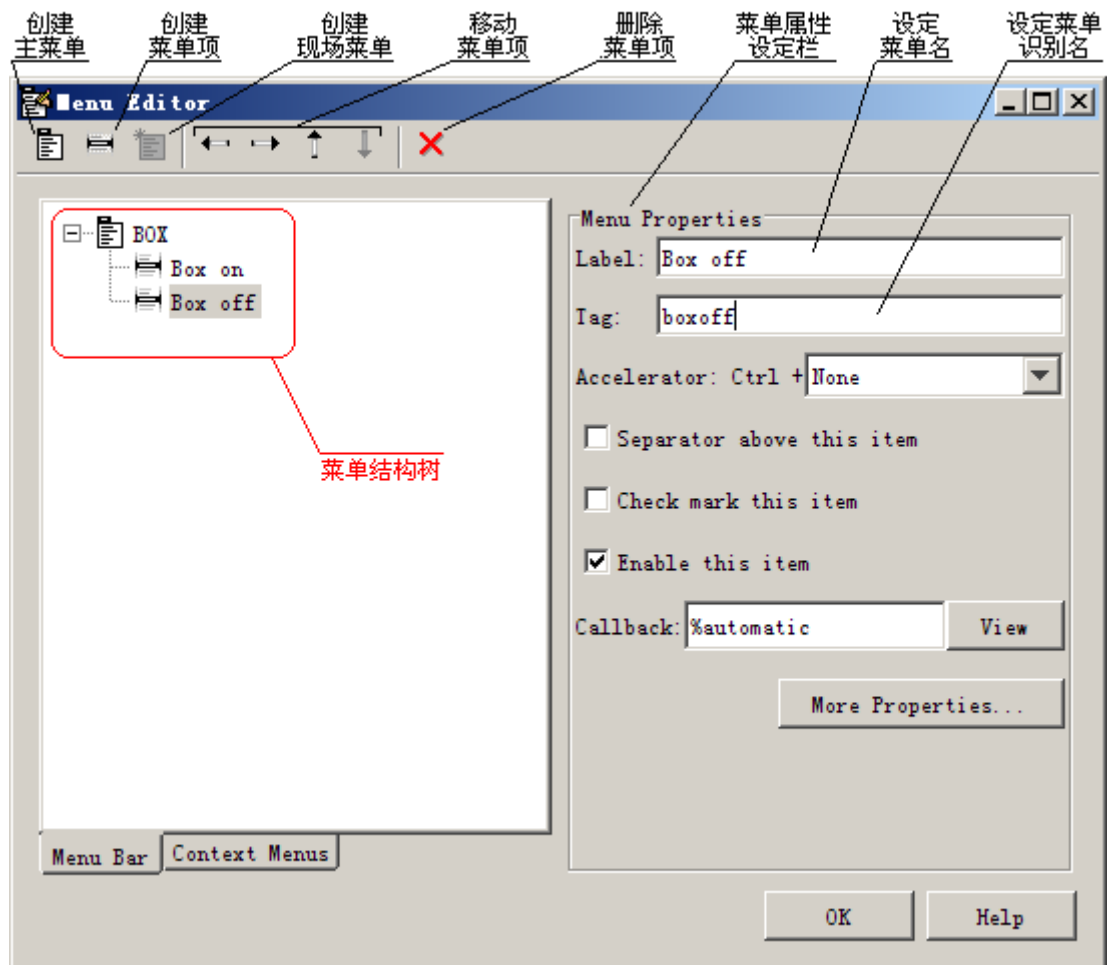 创建
主菜单
创建
菜单项
创建
现场菜单
移动
菜单项
删除
菜单项
菜单属性
设定栏
设定
菜单名
设定菜单
识别名
Menu Editor
BOX
Box on
Box off
菜单结构树
Menu Properties
Label: Box off
Tag: boxoff
Accelerator: Ctrl + None
Separator above this item
Check mark this item
Enable this item
Callback: %automatic View
More Properties...
Menu Bar Context Menus
OK Help